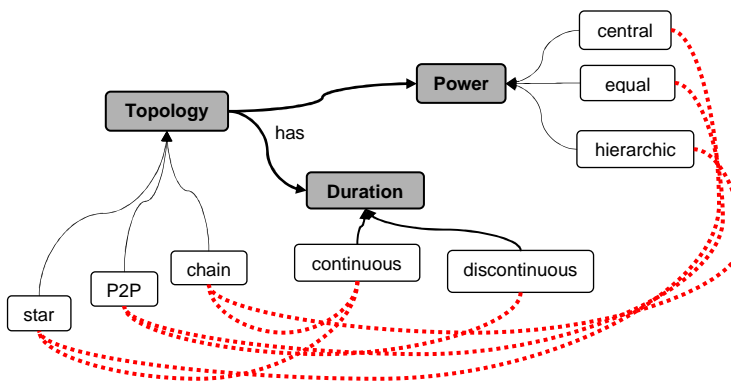 central
Power
equal
Topology
has
hierarchic
Duration
chain
continuous
discontinuous
P2P
star